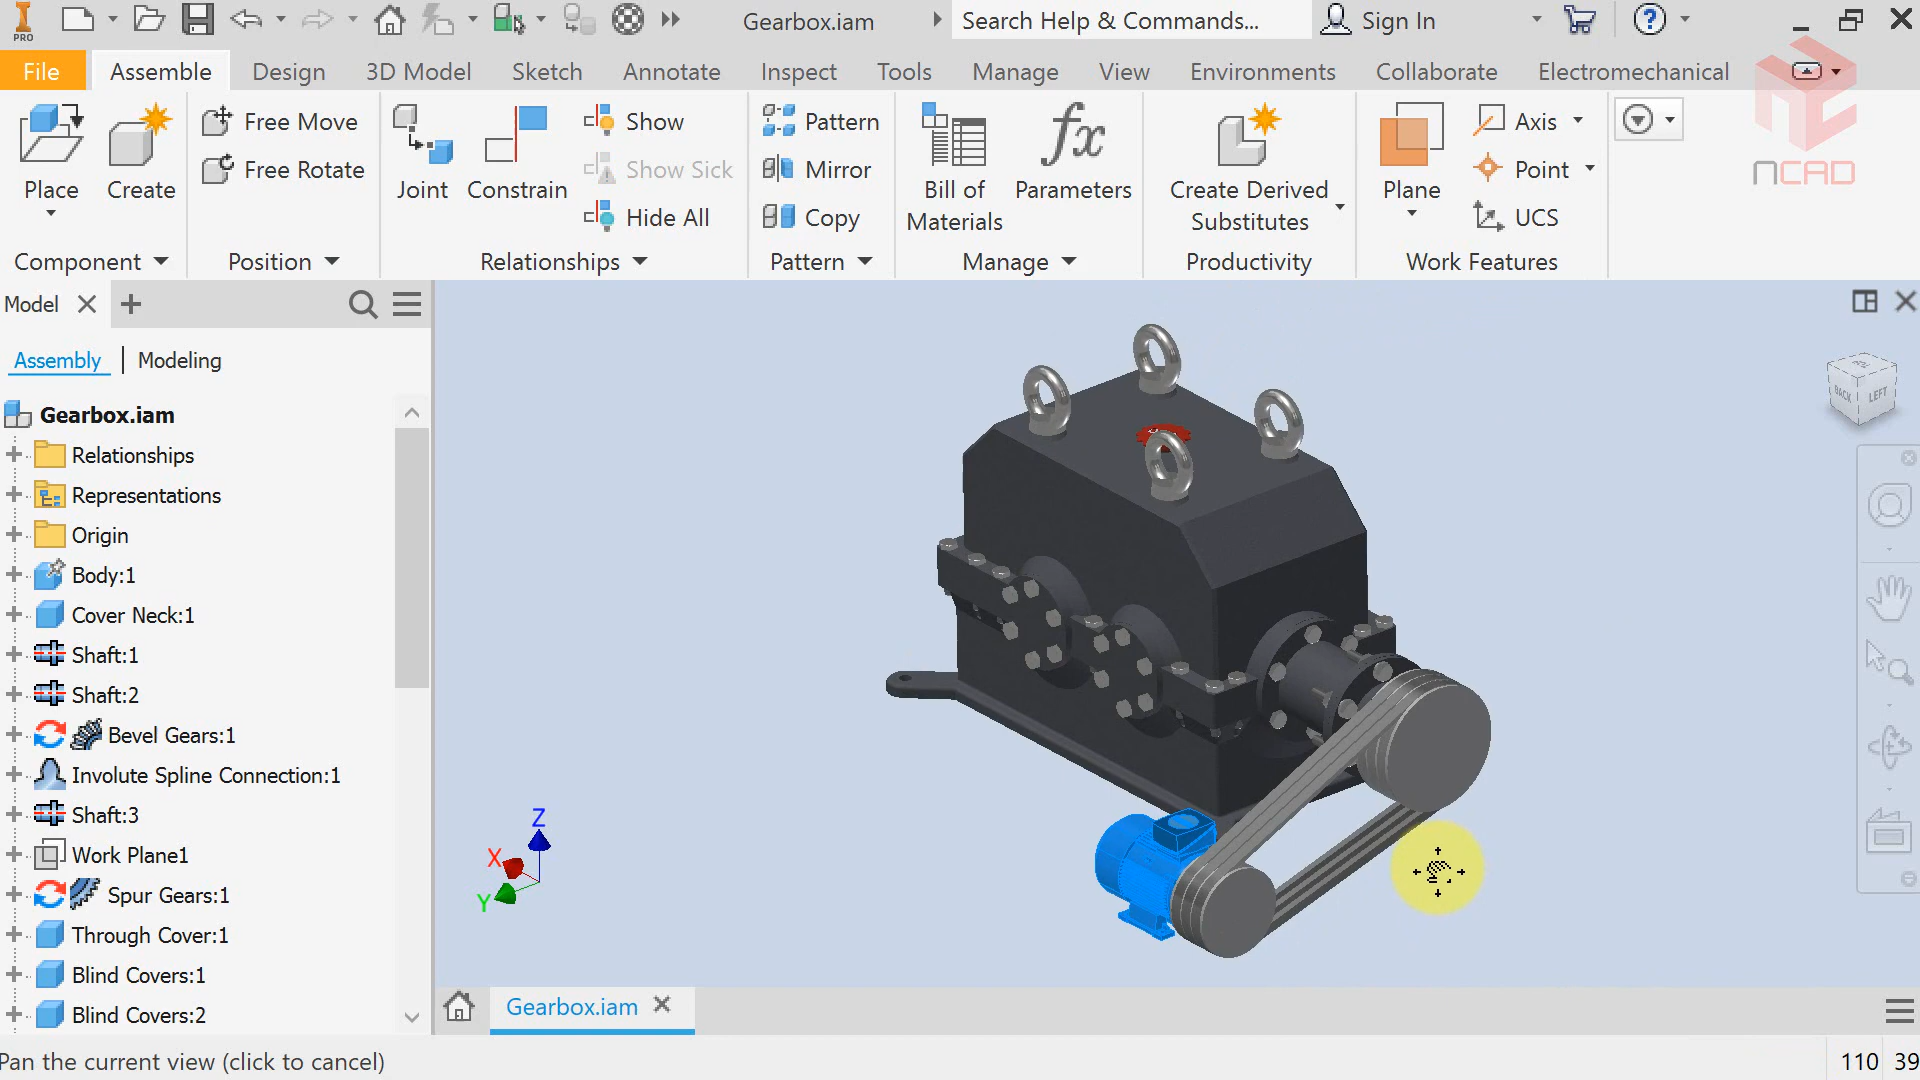 PRO
Gearbox.iam
Search Help & Commands...
Sign In
File
Assemble
Design
3D Model
Sketch
Annotate
Inspect
Tools
Manage
View
Environments
Collaborate
Electromechanical
Place
Create
Free Move
Free Rotate
Joint
Constrain
Show
Show Sick
Hide All
Pattern
Mirror
Copy
Bill of
Materials
Parameters
Create Derived
Substitutes
Plane
Axis
Point
UCS
NCAD
Component
Position
Relationships
Pattern
Manage
Productivity
Work Features
Model
Assembly
Modeling
Gearbox.iam
Relationships
Representations
Origin
Body:1
Cover Neck:1
Shaft:1
Shaft:2
Bevel Gears:1
Involute Spline Connection:1
Shaft:3
Work Plane1
Spur Gears:1
Through Cover:1
Blind Covers:1
Blind Covers:2
BACK
LEFT
Z
X
Y
Gearbox.iam
Pan the current view (click to cancel)
110
39